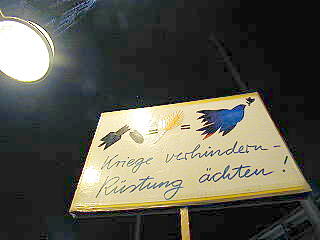 = =
Kriege verhindern -
Rüstung ächten!